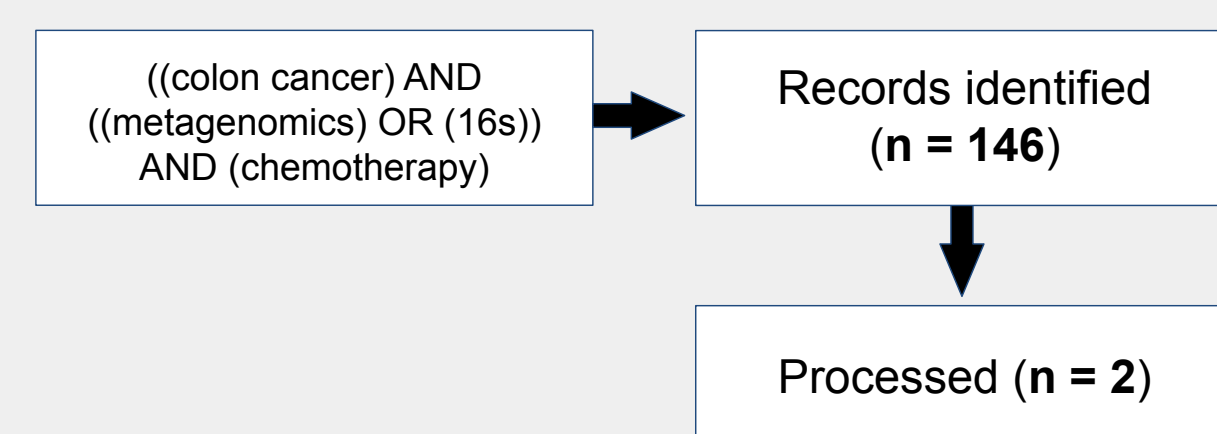 ((colon cancer) AND
((metagenomics) OR (16s))
AND (chemotherapy)
Records identified
(n = 146)
Processed (n = 2)